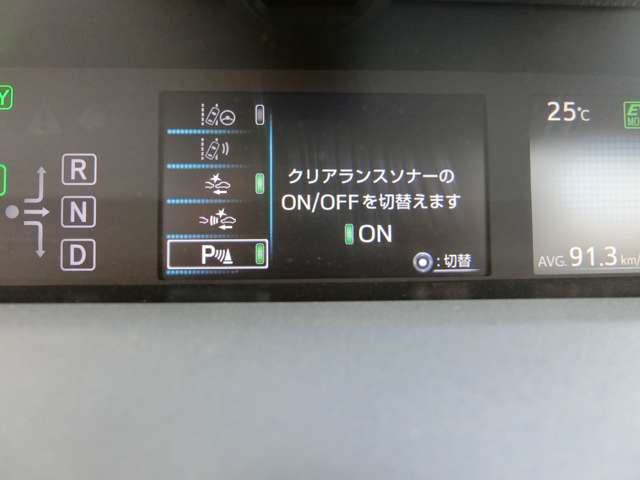 Y
R
N
D
P
クリアランスソナーの
ON/OFFを切替えます
ON
:切替
25℃
AVG. 91.3 km/